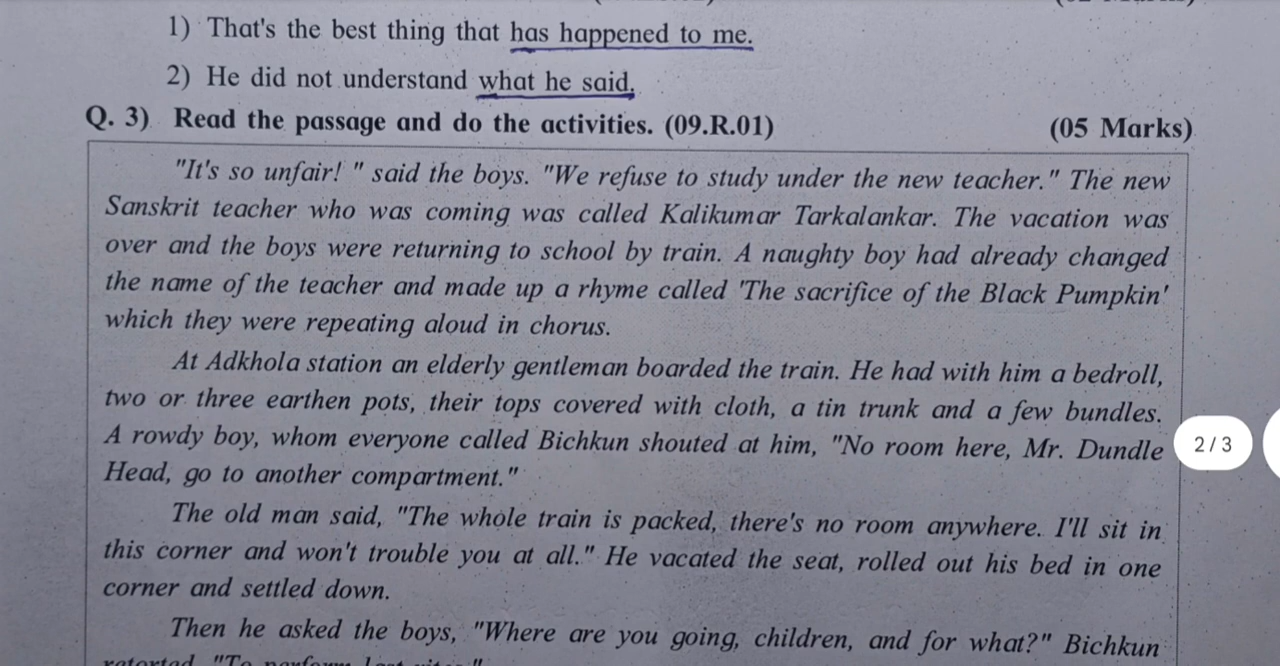 1) That's the best thing that has happened to me.
2) He did not understand what he said.
Q. 3) Read the passage and do the activities. (09.R.01) (05 Marks)
"It's so unfair! " said the boys. "We refuse to study under the new teacher." The new
Sanskrit teacher who was coming was called Kalikumar Tarkalankar. The vacation was
over and the boys were returning to school by train. A naughty boy had already changed
the name of the teacher and made up a rhyme called 'The sacrifice of the Black Pumpkin'
which they were repeating aloud in chorus.
At Adkhola station an elderly gentleman boarded the train. He had with him a bedroll,
two or three earthen pots, their tops covered with cloth, a tin trunk and a few bundles.
A rowdy boy, whom everyone called Bichkun shouted at him, "No room here, Mr. Dundle
Head, go to another compartment."
2/3
The old man said, "The whole train is packed, there's no room anywhere. I'll sit in
this corner and won't trouble you at all." He vacated the seat, rolled out his bed in one
corner and settled down.
Then he asked the boys, "Where are you going, children, and for what?" Bichkun